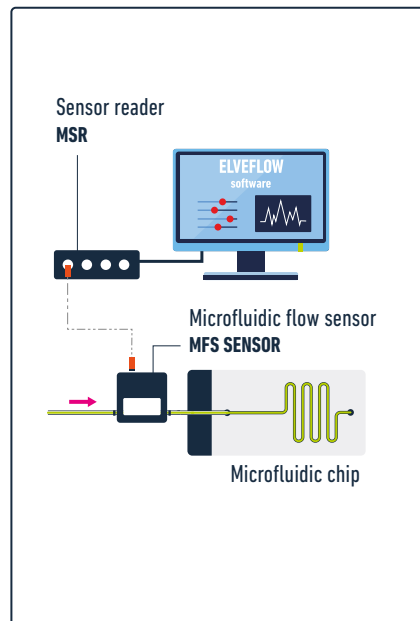 Sensor reader
MSR
ELVEFLOW
software
Microfluidic flow sensor
MFS SENSOR
Microfluidic chip